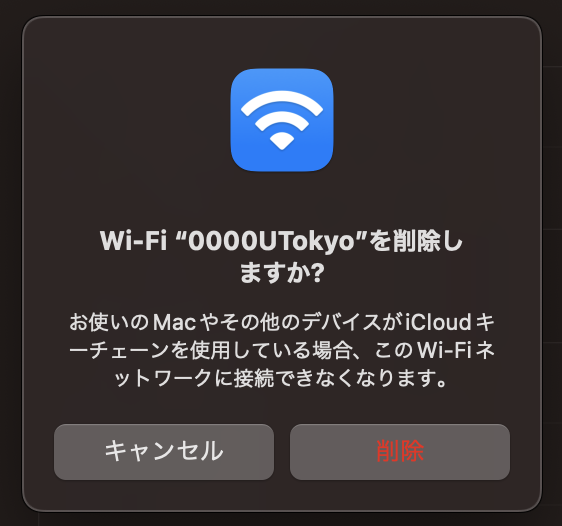 Wi-Fi “0000UTokyo”を削除し
ますか?
お使いのMacやその他のデバイスがiCloudキ
ーチェーンを使用している場合、このWi-Fiネ
ットワークに接続できなくなります。
キャンセル
削除